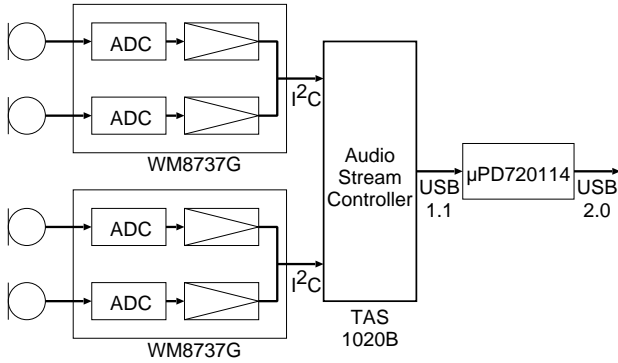 ADC
ADC
WM8737G
I²C
ADC
ADC
WM8737G
I²C
Audio
Stream
Controller
TAS
1020B
USB
1.1
µPD720114
USB
2.0